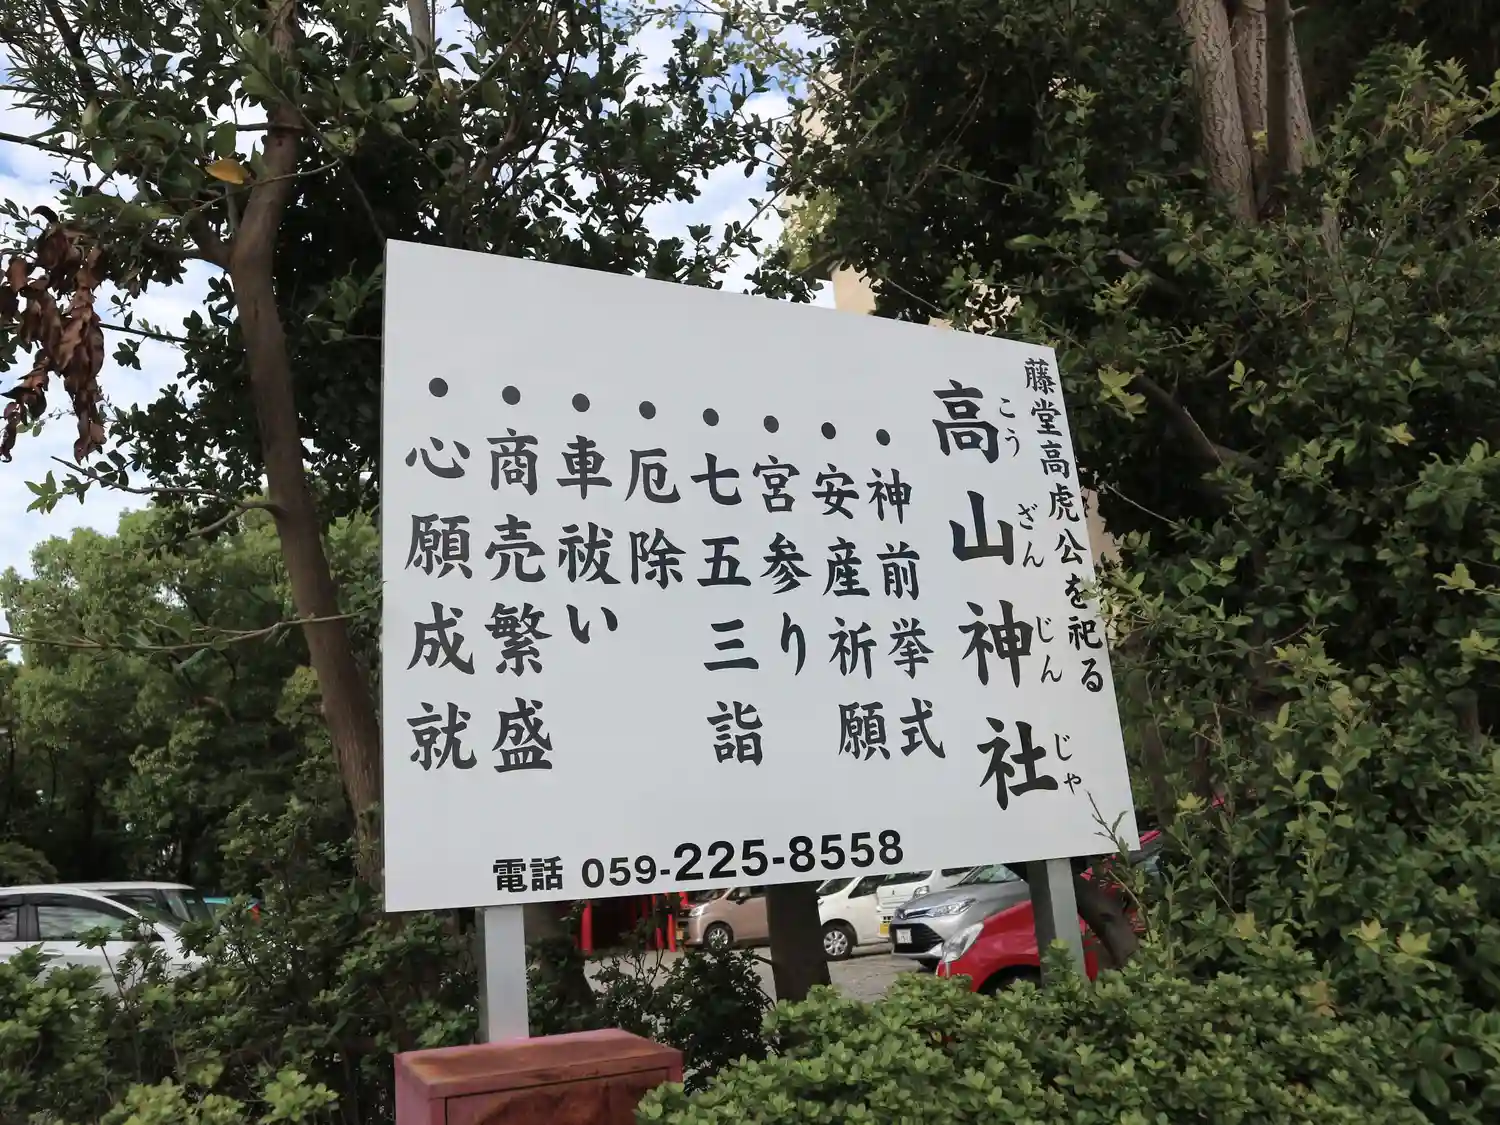 藤堂高虎公を祀る
高山神社
こうざんじんじゃ
・神前挙式
・安産祈願
・宮参り
・七五三詣
・厄除
・車祓い
・商売繁盛
・心願成就
電話 059-225-8558